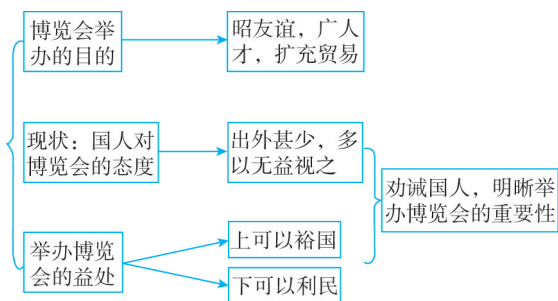 博览会举
办的目的
昭友谊，广人
才，扩充贸易
现状：国人对
博览会的态度
出外甚少，多
以无益视之
劝诫国人，明晰举
办博览会的重要性
举办博览
会的益处
上可以裕国
下可以利民